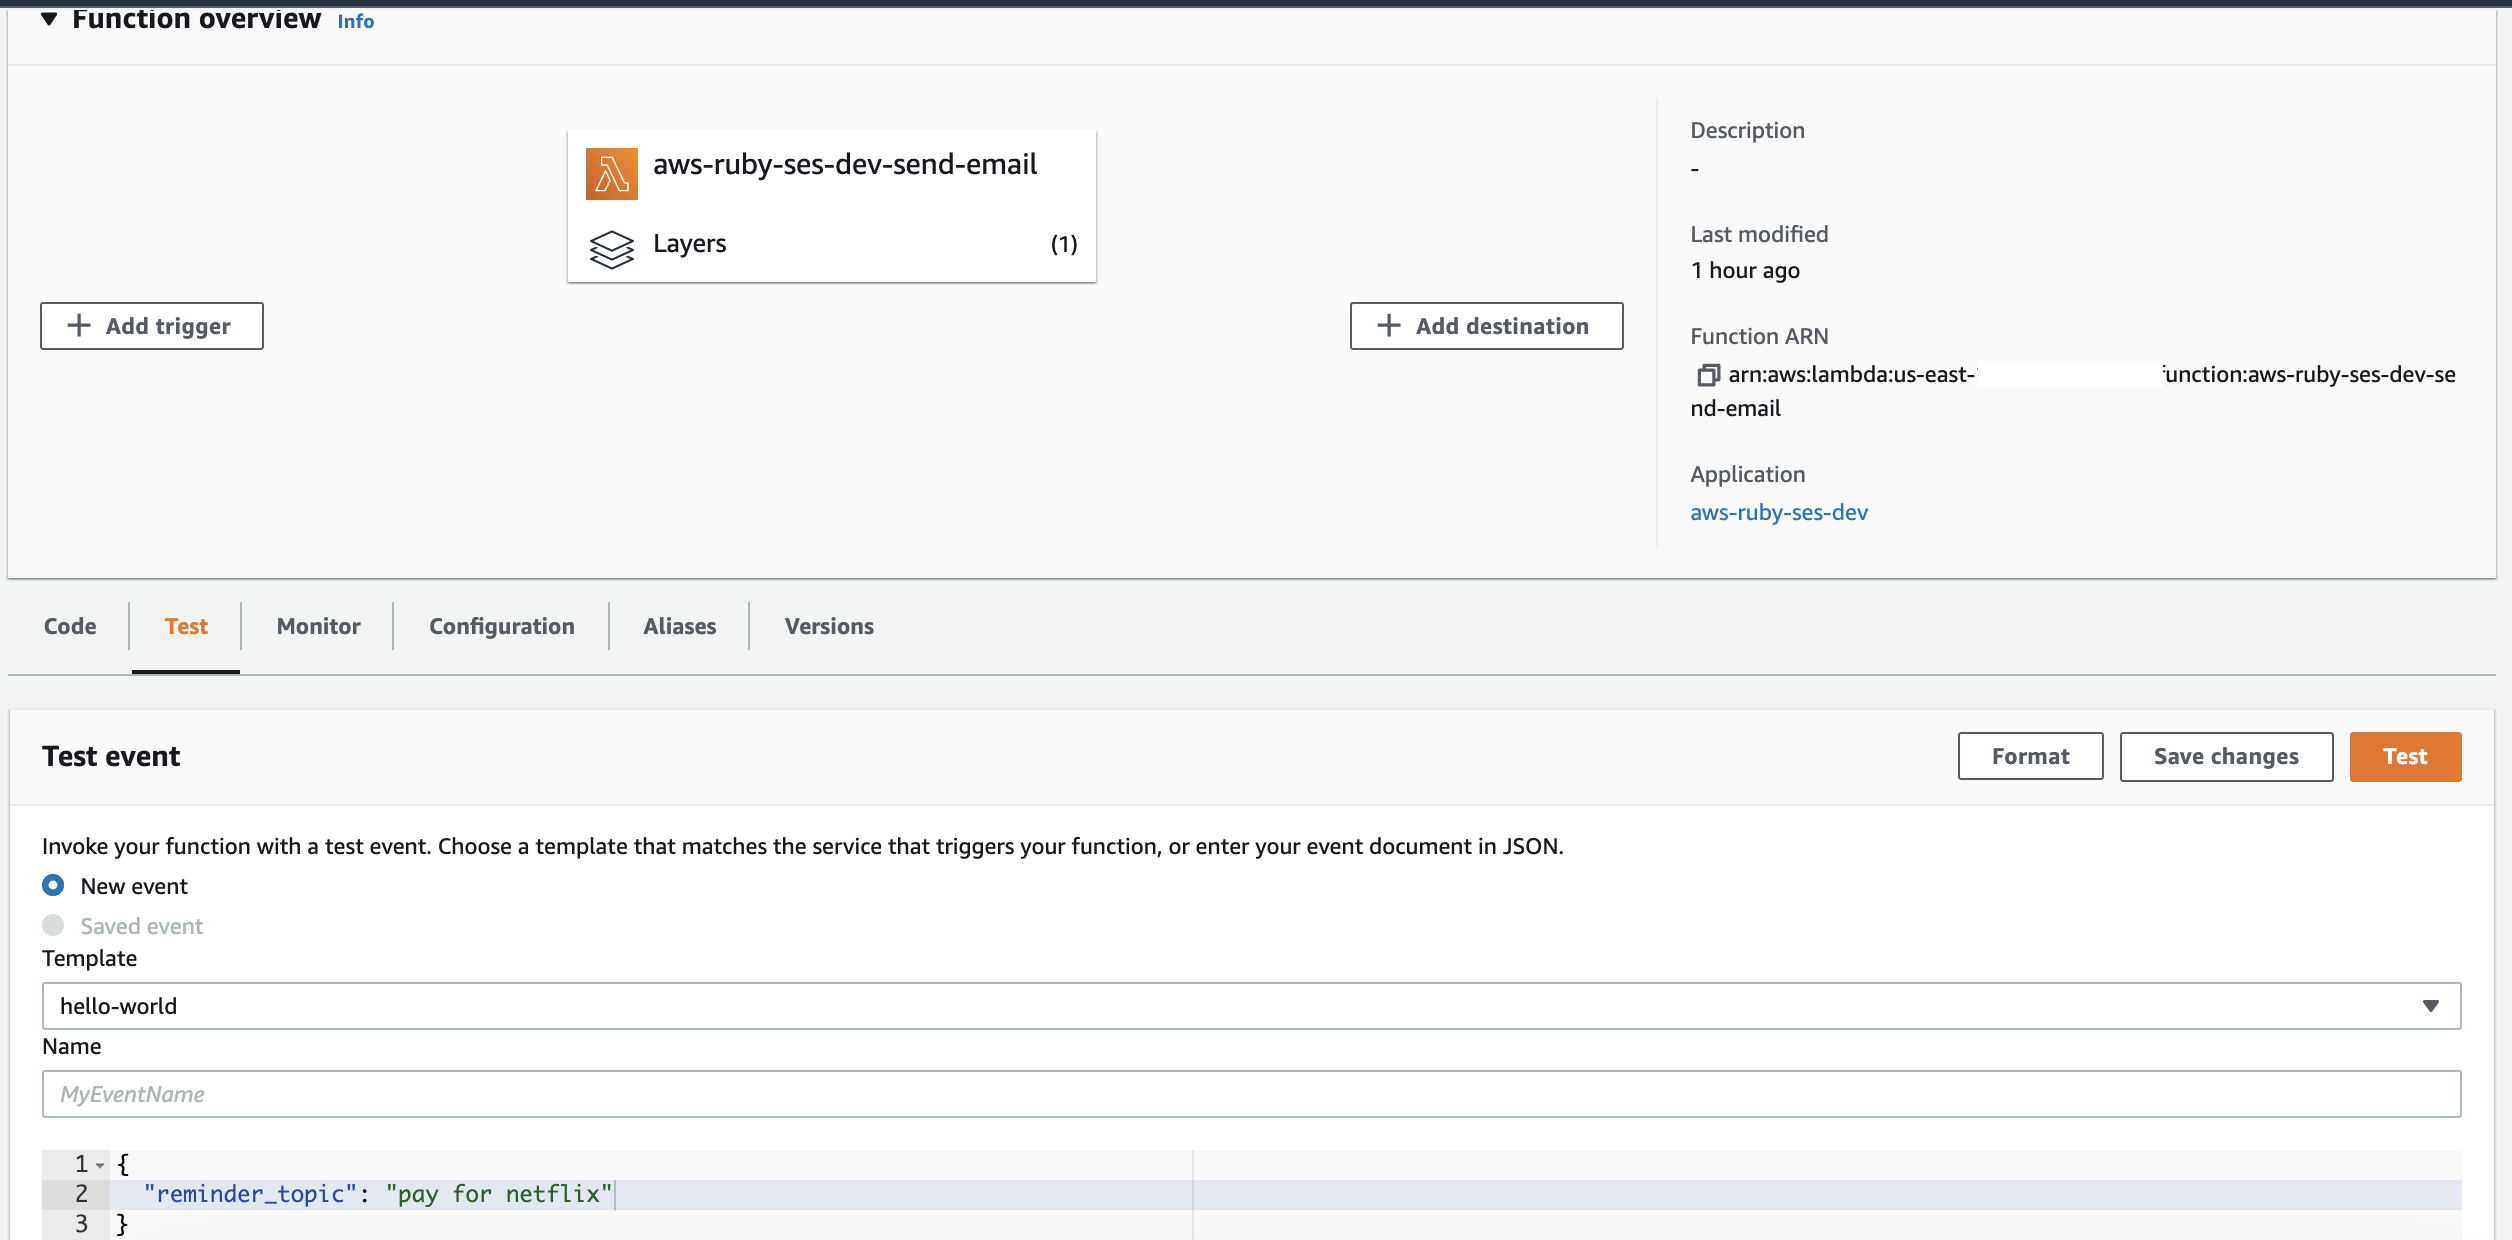 Function overview Info
aws-ruby-ses-dev-send-email
Layers (1)
+ Add trigger
+ Add destination
Description
-
Last modified
1 hour ago
Function ARN
arn:aws:lambda:us-east- function:aws-ruby-ses-dev-se
nd-email
Application
aws-ruby-ses-dev
Code Test Monitor Configuration Aliases Versions
Test event Format Save changes Test
Invoke your function with a test event. Choose a template that matches the service that triggers your function, or enter your event document in JSON.
New event
Saved event
Template
hello-world
Name
MyEventName
1 {
2 "reminder_topic": "pay for netflix"
3 }